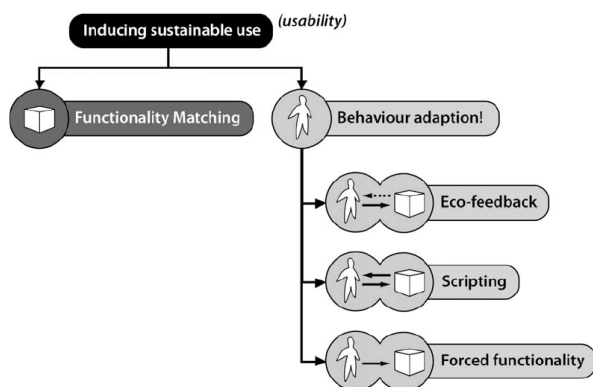 Inducing sustainable use
(usability)
Functionality Matching
Behaviour adaption!
Eco-feedback
Scripting
Forced functionality